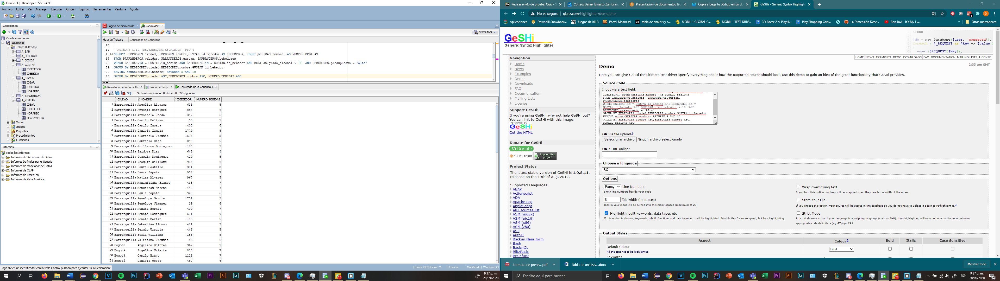 Oracle SQL Developer : SISTRANS
Archivo Editar Ver Navegar Ejecutar Origen Equipo Herramientas Ventana Ayuda
Conexiones
Oracle conexiones
SISTRANS
Tablas (Filtrado)
A_BAR
A_BEBEDOR
A_BEBIDA
A_GUSTAN
IDBEBEDOR
IDBEBIDA
A_SIRVEN
IDBAR
IDBEBIDA
HORARIO
A_TIPOBEBIDA
A_VISITAN
IDBAR
IDBEBEDOR
HORARIO
FECHAVISITA
Vistas
Índices
Paquetes
Procedimientos
Funciones
Informes
Todos los Informes
Informes de Diccionario de Datos
Informes Definidos por el Usuario
Informes de Modelador de Datos
Informes de OLAP
Informes de TimesTen
Informes de Vista Analítica
Página de bienvenida
SISTRANS
SISTRANS
Hoja de Trabajo Generador de Consultas
16
17 --AUTHOR: C.10 (DE.ZAMBRANO,AF.RINCON) PTO 4
18 SELECT BEBEDORES.ciudad,BEBEDORES.nombre,GUSTAN.id_bebedor AS IDBEBEDOR, count(BEBIDAS.nombre) AS NUMERO_BEBIDAS
19 FROM PARRANDEROS.bebidas, PARRANDEROS.gustan, PARRANDEROS.bebedores
20 WHERE BEBIDAS.id = GUSTAN.id_bebida AND BEBEDORES.id = GUSTAN.id_bebedor AND BEBIDAS.grado_alcohol > 10 AND BEBEDORES.presupuesto = 'Alto'
21 GROUP BY BEBEDORES.ciudad,BEBEDORES.nombre,GUSTAN.id_bebedor
22 HAVING count(BEBIDAS.nombre) BETWEEN 5 AND 10
23 ORDER BY BEBEDORES.ciudad ASC,BEBEDORES.nombre ASC, NUMERO_BEBIDAS ASC
24
Resultado de la Consulta x Salida de Script x Resultado de la Consulta 1 x
SQL | Se han recuperado 50 filas en 0,022 segundos
CIUDAD NOMBRE IDBEBEDOR NUMERO_BEBIDAS
1 Barranquilla Angelica Alvarez 611 5
2 Barranquilla Antonia Martinez 854 6
3 Barranquilla Antonnela Ubeda 392 6
4 Barranquilla Camilo Beltran 53 5
5 Barranquilla Camilo Zapata 400 6
6 Barranquilla Daniela Zamora 1779 5
7 Barranquilla Florencia Urrutia 1673 5
8 Barranquilla Gabriela Diaz 899 5
9 Barranquilla Guillermo Dominguez 115 5
10 Barranquilla Isidora Diaz 642 8
11 Barranquilla Joaquin Dominguez 429 5
12 Barranquilla Joaquin Williams 918 6
13 Barranquilla Laura Castillo 301 8
14 Barranquilla Laura Zapata 957 7
15 Barranquilla Matias Alvarez 967 5
16 Barranquilla Maximiliano Blanco 435 7
17 Barranquilla Monserrat Moreno 442 7
18 Barranquilla Paula Zapata 928 6
19 Barranquilla Penelope Garcia 1751 5
20 Barranquilla Penelope Jimenez 19 6
21 Barranquilla Renata Bernal 409 7
22 Barranquilla Renata Dominguez 671 9
23 Barranquilla Renata Martin 105 5
24 Barranquilla Sebastian Alonso 411 5
25 Barranquilla Sergio Urrutia 443 5
26 Barranquilla Sofia Williams 156 5
27 Barranquilla Valentina Urrutia 45 6
28 Bogotá Angelica Beltran 362 9
29 Bogotá Angelica Uriarte 870 7
30 Bogotá Camilo Bravo 1128 7
31 Bogotá Daniela Ubeda 487 6
Haga clic en un identificador con la tecla Control pulsada para ejecutar "Ir a Declaración"
Línea 23 Columna 71 | Insertar | Modificado | Windows: CR
9:37 p. m.
28/09/2020
Revisar envío de prueba: Quiz - S
Correo: Daniel Ernesto Zambrano
Presentación de documentos téc
Copia y pega tu código en un do
GeSHi - Generic Syntax Highlight
No es seguro | qbnz.com/highlighter/demo.php
Aplicaciones Downhill Snowboar... Juegos de kill 3 Portal Madness! tabla de análisis y c... MOBIL 1 GLOBAL C... MOBIL 1 TEST DRIV... 3D Racer 2 // PlayH... Play Shopping Cart... La Dimensión Desc... Bon Jovi - It's My Li... » Otros marcadores
GeSHi
Generic Syntax Highlighter
<?php
$db = new Database($user, 'password');
foreach ( $_REQUEST as $key => $value )
unset($REQUEST[$key]);
HOME NEWS EXAMPLES DEMO DOWNLOADS FAQ DOCUMENTATION MAILING LISTS LICENSE
2:33 am GMT
Navigation
Home
News
Examples
Demo
Downloads
FAQ
Documentation
Mailing Lists
License
Support GeSHi!
If you're using GeSHi, why not help GeSHi out?
You can link to GeSHi with this image:
Powered by
GeSHi
Get the HTML
Donate for GeSHi
Donate
SOURCEFORGE
Support this
project
Project Status
The latest stable version of GeSHi is 1.0.8.11,
released on the 19th of Aug, 2012.
Supported Languages:
ABAP
Actionscript
ADA
Apache Log
AppleScript
APT sources.list
ASM (m68k)
ASM (pic16)
ASM (x86)
ASM (z80)
ASP
AutoIT
Backus-Naur form
Bash
Basic4GL
BlitzBasic
Brainfuck
Demo
Here you can give GeSHi the ultimate test drive: specify everything about how the outputted source should look. Use this demo to gain an idea of the great functionality that GeSHi provides.
Source Code
Input via a text field:
IDBEBEDOR, count(BEBIDAS.nombre) AS NUMERO_BEBIDAS
FROM PARRANDEROS.bebidas, PARRANDEROS.gustan,
PARRANDEROS.bebedores
WHERE BEBIDAS.id = GUSTAN.id_bebida AND BEBEDORES.id =
GUSTAN.id_bebedor AND BEBIDAS.grado_alcohol > 10 AND
BEBEDORES.presupuesto = 'Alto'
GROUP BY BEBEDORES.ciudad,BEBEDORES.nombre,GUSTAN.id_bebedor
HAVING count(BEBIDAS.nombre) BETWEEN 5 AND 10
ORDER BY BEBEDORES.ciudad ASC,BEBEDORES.nombre ASC,
NUMERO_BEBIDAS ASC
OR via file upload1:
Seleccionar archivo Ningún archivo seleccionado
OR a URL online:
Choose a language
SQL
Options
Fancy Line Numbers
Show line numbers beside your code
8 Tab width (in spaces)
Tabs in your input will be turned into this many spaces (maximum of 20)
Highlight inbuilt keywords, data types etc
If this option is chosen, keywords, inbuilt functions and data types etc. will be highlighted. Disable this for more speed, but less highlighting.
Wrap overflowing text
If you turn this option on, lines will be wrapped when they reach the width of the screen.
Store Your File
If you choose this option, your source will be stored in the database so you do not have to upload it again to re-highlight it.2
Strict Mode
Strict Mode means that if your language is a scripting language (such as PHP), then highlighting will only be done on the code between
appropriate code delimiters (eg <?php, ?>)
Output Styles
Aspect Colour3 Bold Italic Case Sensitive
Default Colour
All the text not to be highlighted
Blue
Keywords
Formato de prese....pdf
Tabla de análisis....docx
Mostrar todo
Escribe aquí para buscar
ESP
9:37 p. m.
28/09/2020